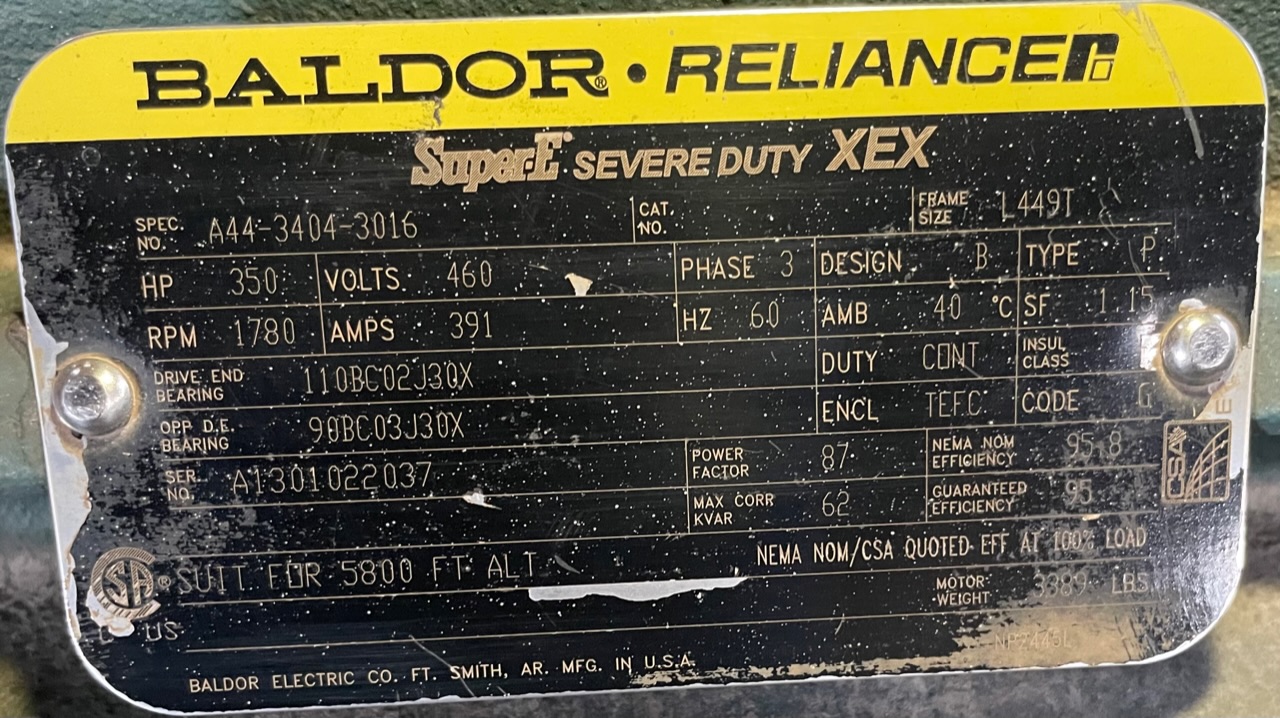 BALDOR® • RELIANCE
Super-E® SEVERE DUTY XEX
SPEC. NO. A44-3404-3016 CAT. NO. FRAME SIZE L449T
HP 350 VOLTS 460 PHASE 3 DESIGN B TYPE P
RPM 1780 AMPS 391 HZ 60 AMB 40 °C SF 1.15
DRIVE END BEARING 110BC02J30X DUTY CONT INSUL CLASS
OPP D.E. BEARING 90BC03J30X ENCL TEFC CODE G
SER. NO. A1301022037 POWER FACTOR 87 NEMA NOM EFFICIENCY 95.8
MAX CORR KVAR 62 GUARANTEED EFFICIENCY 95
CSA
NEMA NOM/CSA QUOTED EFF AT 100% LOAD
SA® SUIT FOR 5800 FT ALT
MOTOR WEIGHT 3389 LBS
US
BALDOR ELECTRIC CO. FT. SMITH, AR. MFG. IN U.S.A.